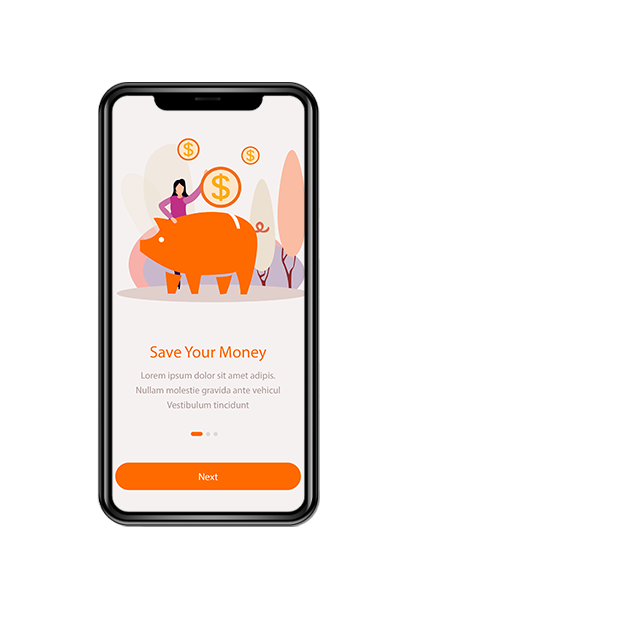 $
$
$
Save Your Money
Lorem ipsum dolor sit amet adipis.
Nullam molestie gravida ante vehicul
Vestibulum tincidunt
Next